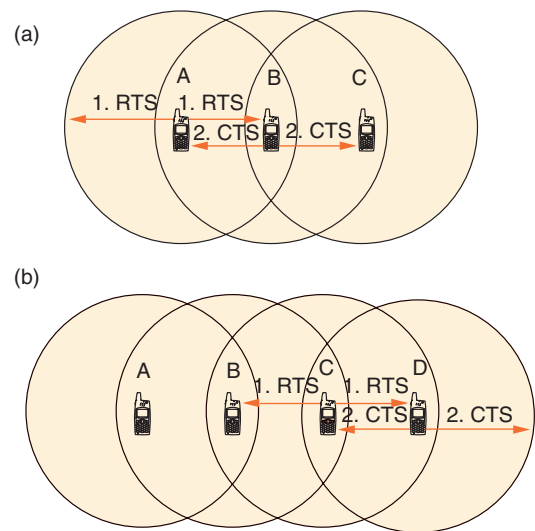 (a)
A B C
1. RTS 1. RTS
2. CTS 2. CTS
(b)
A B C D
1. RTS 1. RTS
2. CTS 2. CTS